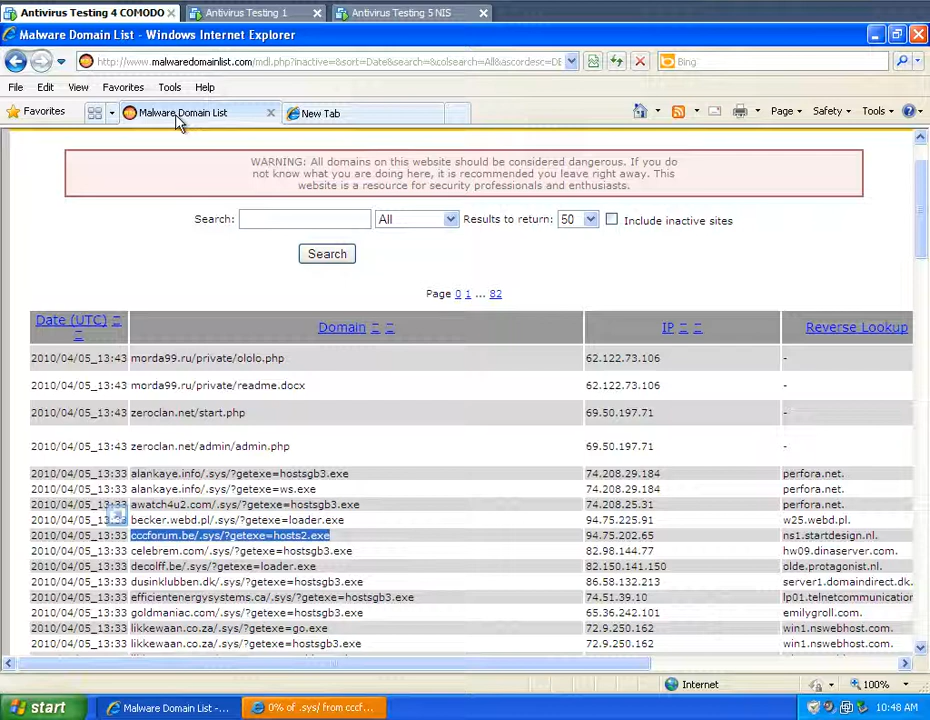 Antivirus Testing 4 COMODO Antivirus Testing 1 Antivirus Testing 5 NIS
Malware Domain List - Windows Internet Explorer
http://www.malwaredomainlist.com/mdl.php?inactive=&sort=Date&search=&colsearch=All&ascordesc=DE Bing
File Edit View Favorites Tools Help
Favorites Malware Domain List New Tab Page Safety Tools
WARNING: All domains on this website should be considered dangerous. If you do
not know what you are doing here, it is recommended you leave right away. This
website is a resource for security professionals and enthusiasts.
Search: All Results to return: 50 Include inactive sites
Search
Page 0 1 ... 82
Date (UTC) Domain IP Reverse Lookup
2010/04/05_13:43 morda99.ru/private/ololo.php 62.122.73.106 -
2010/04/05_13:43 morda99.ru/private/readme.docx 62.122.73.106 -
2010/04/05_13:43 zeroclan.net/start.php 69.50.197.71 -
2010/04/05_13:43 zeroclan.net/admin/admin.php 69.50.197.71 -
2010/04/05_13:33 alankaye.info/.sys/?getexe=hostsgb3.exe 74.208.29.184 perfora.net.
2010/04/05_13:33 alankaye.info/.sys/?getexe=ws.exe 74.208.29.184 perfora.net.
2010/04/05_13:33 awatch4u2.com/.sys/?getexe=hostsgb3.exe 74.208.25.31 perfora.net.
2010/04/05_13:33 becker.webd.pl/.sys/?getexe=loader.exe 94.75.225.91 w25.webd.pl.
2010/04/05_13:33 cccforum.be/.sys/?getexe=hosts2.exe 94.75.202.65 ns1.startdesign.nl.
2010/04/05_13:33 celebrem.com/.sys/?getexe=hostsgb3.exe 82.98.144.77 hw09.dinaserver.com.
2010/04/05_13:33 decolff.be/.sys/?getexe=loader.exe 82.150.141.150 olde.protagonist.nl.
2010/04/05_13:33 dusinklubben.dk/.sys/?getexe=hostsgb3.exe 86.58.132.213 server1.domaindirect.dk.
2010/04/05_13:33 efficientenergysystems.ca/.sys/?getexe=hostsgb3.exe 74.51.39.10 lp01.telnetcommunication
2010/04/05_13:33 goldmaniac.com/.sys/?getexe=hostsgb3.exe 65.36.242.101 emilygroll.com.
2010/04/05_13:33 likkewaan.co.za/.sys/?getexe=go.exe 72.9.250.162 win1.nswebhost.com.
2010/04/05_13:33 likkewaan.co.za/.sys/?getexe=hostsgb3.exe 72.9.250.162 win1.nswebhost.com.
Internet 100%
start Malware Domain List -... 0% of .sys/ from cccf... 10:48 AM